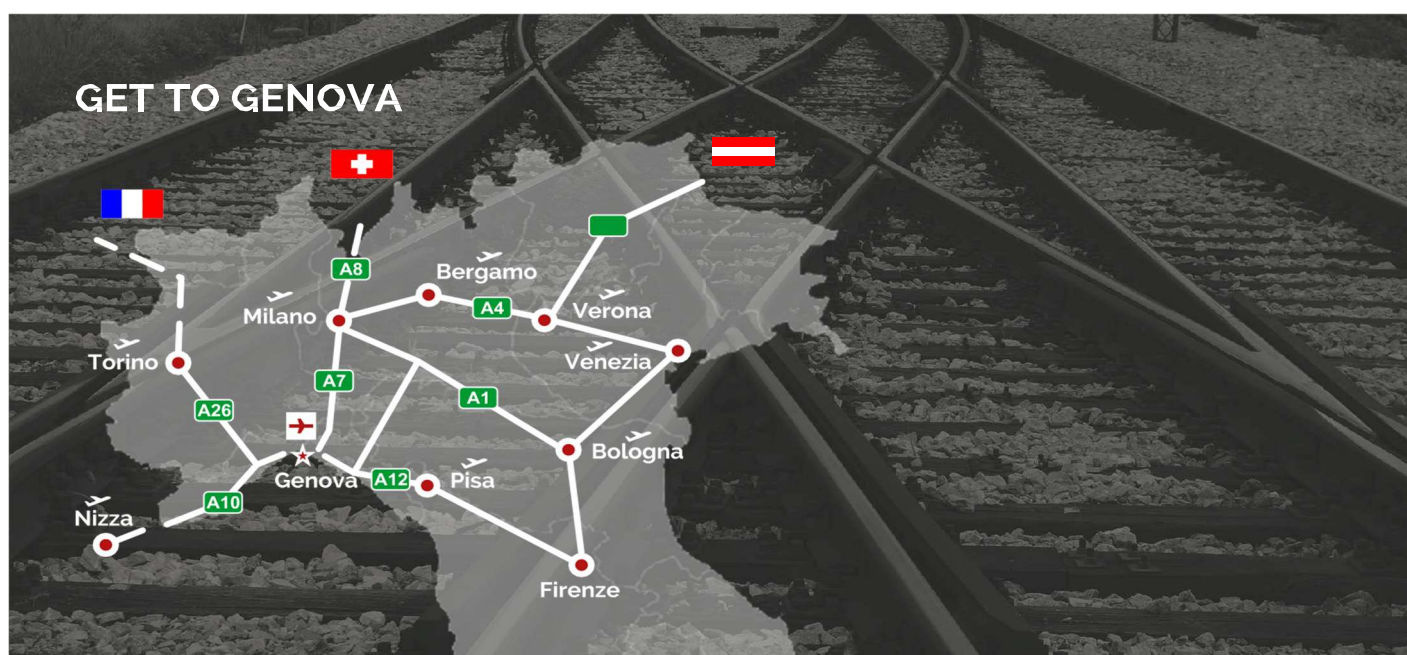 GET TO GENOVA
A8
Bergamo
A4
Milano
Verona
Venezia
Torino
A7
A1
A26
Bologna
Genova
A12
Pisa
A10
Nizza
Firenze